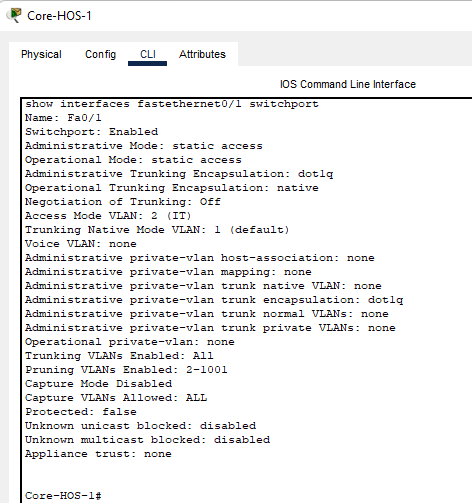 Core-HOS-1
Physical Config CLI Attributes
IOS Command Line Interface
show interfaces fastethernet0/1 switchport
Name: Fa0/1
Switchport: Enabled
Administrative Mode: static access
Operational Mode: static access
Administrative Trunking Encapsulation: dot1q
Operational Trunking Encapsulation: native
Negotiation of Trunking: Off
Access Mode VLAN: 2 (IT)
Trunking Native Mode VLAN: 1 (default)
Voice VLAN: none
Administrative private-vlan host-association: none
Administrative private-vlan mapping: none
Administrative private-vlan trunk native VLAN: none
Administrative private-vlan trunk encapsulation: dot1q
Administrative private-vlan trunk normal VLANs: none
Administrative private-vlan trunk private VLANs: none
Operational private-vlan: none
Trunking VLANs Enabled: All
Pruning VLANs Enabled: 2-1001
Capture Mode Disabled
Capture VLANs Allowed: ALL
Protected: false
Unknown unicast blocked: disabled
Unknown multicast blocked: disabled
Appliance trust: none
Core-HOS-1#